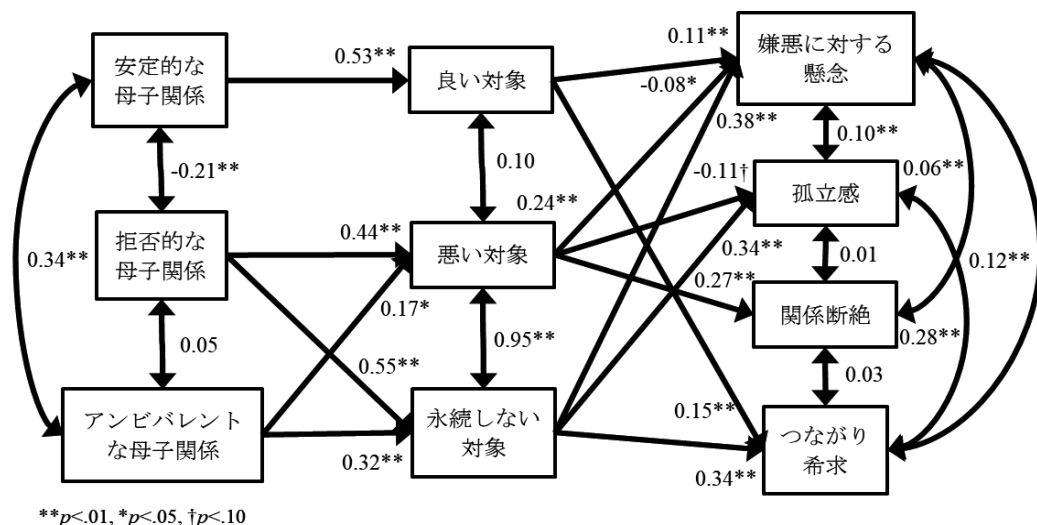 安定的な
母子関係
0.53**
良い対象
0.11**
-0.08*
嫌悪に対する
懸念
0.38**
-0.21**
0.10
0.10**
-0.11†
0.06**
孤立感
0.24**
拒否的な
母子関係
0.44**
悪い対象
0.34**
0.34**
0.01
0.12**
0.27**
0.17*
関係断絶
0.05
0.55**
0.95**
0.28**
0.03
アンビバレント
な母子関係
0.32**
永続しない
対象
0.15**
0.34**
つながり
希求
**p<.01, *p<.05, †p<.10